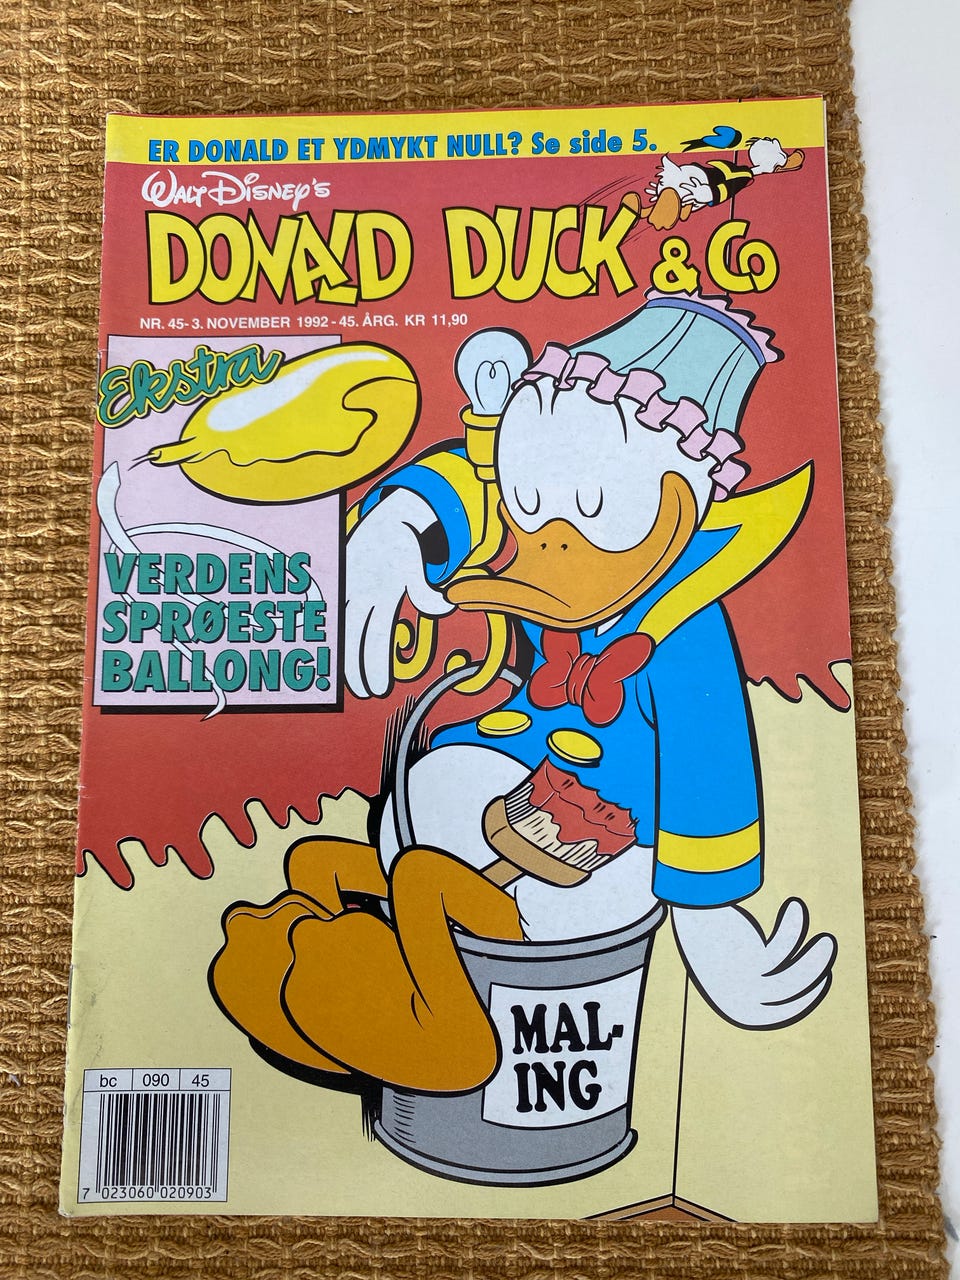 ER DONALD ET YDMYKT NULL? Se side 5.
WALT DISNEY'S
DONALD DUCK & Co
NR. 45-3. NOVEMBER 1992-45. ÅRG. KR 11,90
Ekstra
VERDENS
SPRØESTE
BALLONG!
MAL-
ING
bc 090 45
7 023060 020903